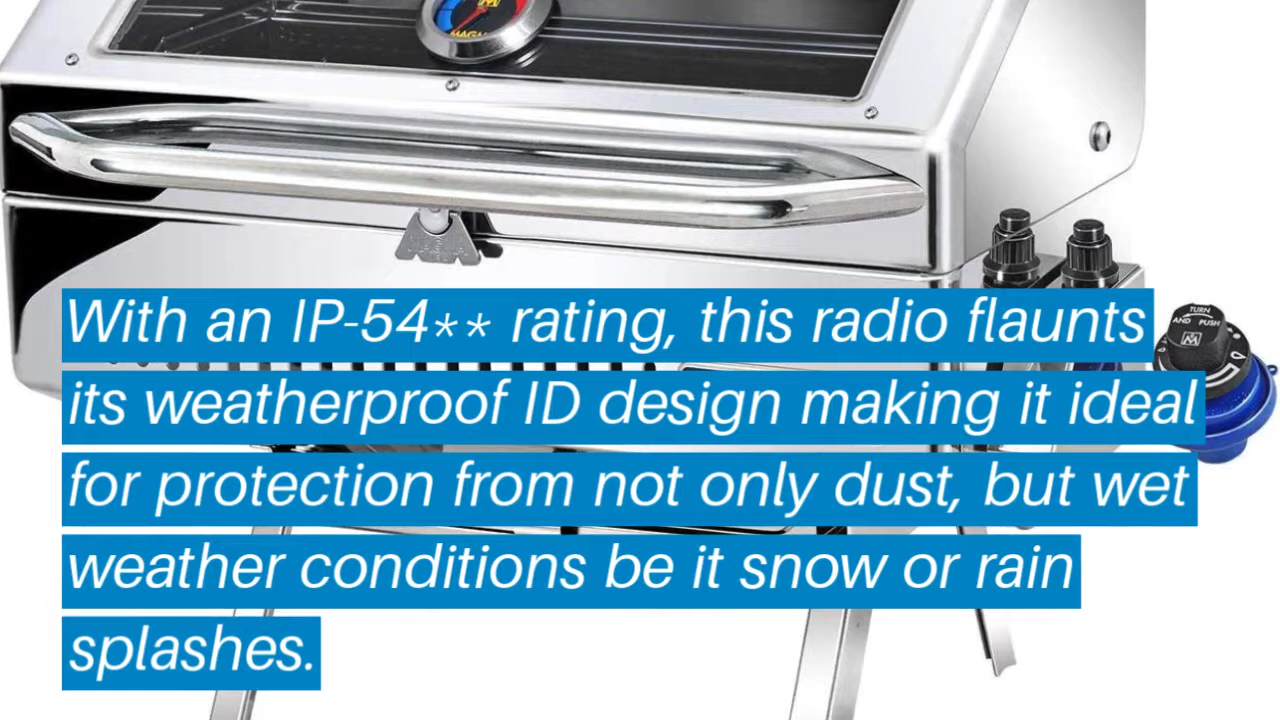 With an IP-54** rating, this radio flaunts
its weatherproof ID design making it ideal
for protection from not only dust, but wet
weather conditions be it snow or rain
splashes.
TURN
AND PUSH